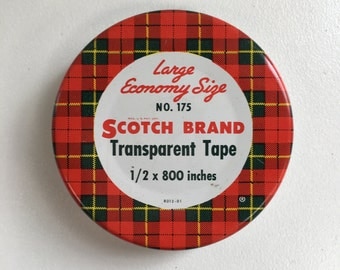 Large
Economy Size
NO. 175
SCOTCH BRAND
Transparent Tape
1/2 x 800 inches
®